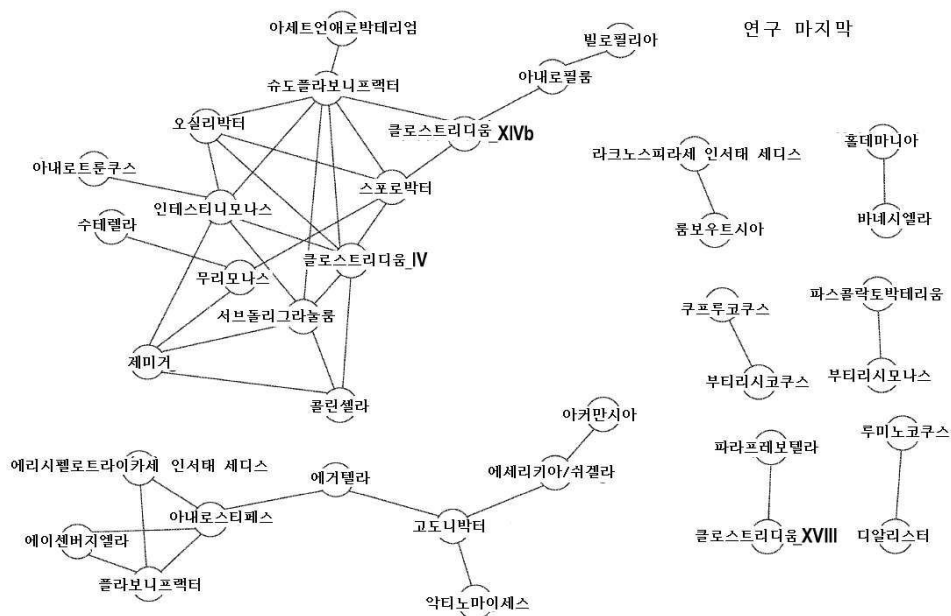 아세트언애로박테리엄
연구 마지막
빌로필리아
아내로필룸
슈도플라보니프랙터
오실리박터
클로스트리디움_XIVb
라크노스피라세 인서태 세디스
홀데마니아
아내로트룬쿠스
스포로박터
인테스티니모나스
수테렐라
룸보우트시아
바네시엘라
클로스트리디움_IV
무리모나스
쿠프루코쿠스
파스콜락토박테리움
서브돌리그라눌룸
제미거_
부티리시코쿠스
부티리시모나스
콜린셀라
아커만시아
파라프레보텔라
루미노코쿠스
에리시펠로트라이카세 인서태 세디스
에거텔라
에세리키아/쉬겔라
아내로스티페스
고도니박터
에이센버지엘라
클로스트리디움_XVIII
디알리스터
플라보니프랙터
악티노마이세스